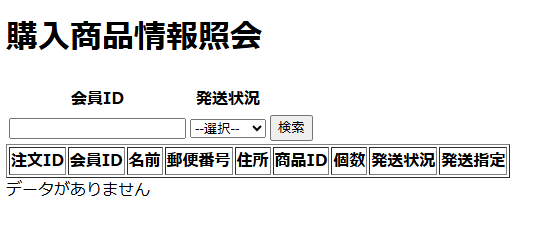 購入商品情報照会
会員ID 発送状況
--選択-- 検索
注文ID 会員ID 名前 郵便番号 住所 商品ID 個数 発送状況 発送指定
データがありません